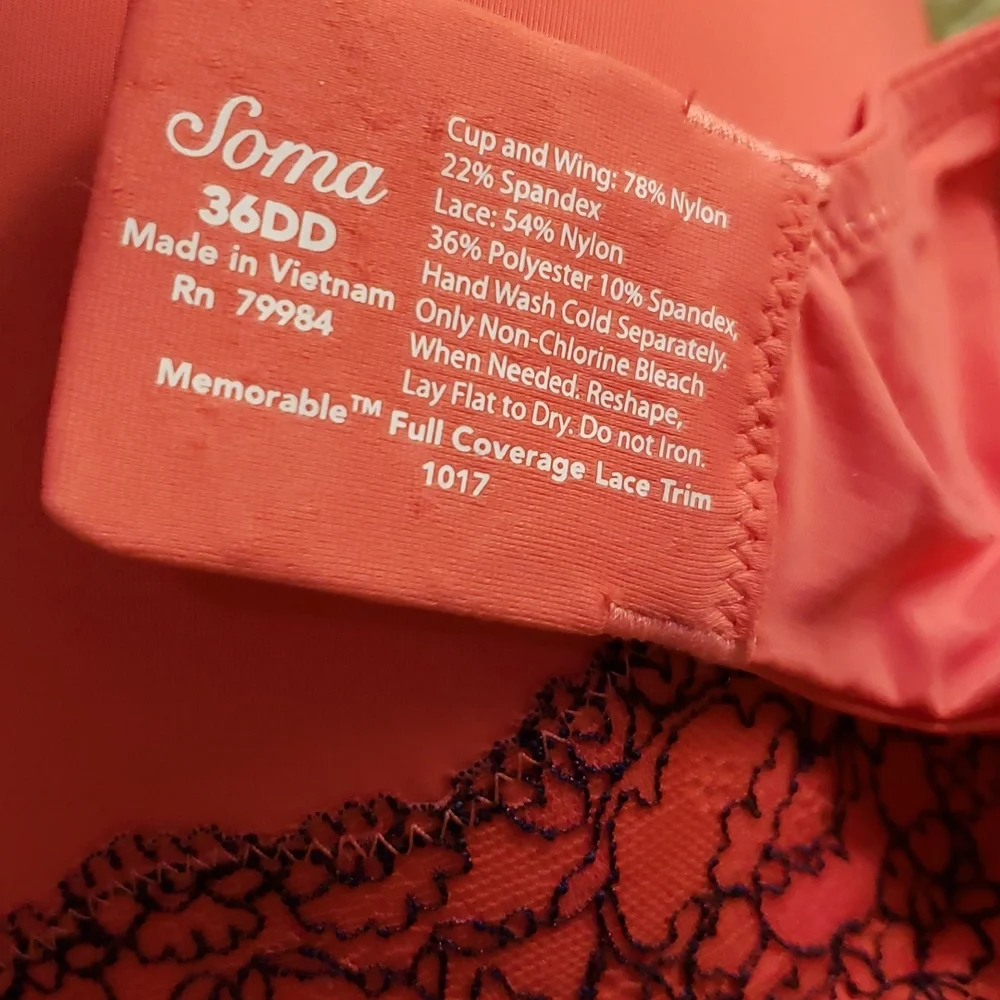 Soma
36DD
Made in Vietnam
Rn 79984
Cup and Wing: 78% Nylon
22% Spandex
Lace: 54% Nylon
36% Polyester 10% Spandex,
Hand Wash Cold Separately.
Only Non-Chlorine Bleach
When Needed. Reshape,
Lay Flat to Dry. Do not Iron.
Memorable™ Full Coverage Lace Trim
1017